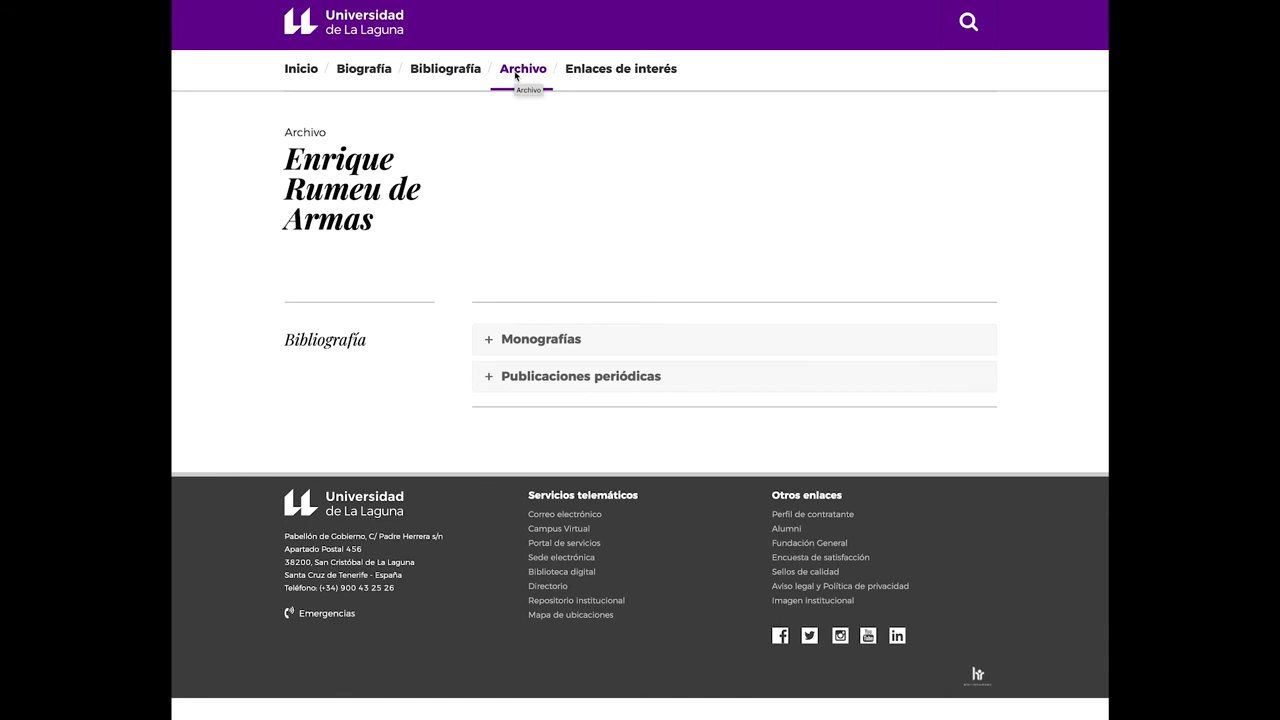 Universidad
de La Laguna
Inicio / Biografía / Bibliografía / Archivo / Enlaces de interés
Archivo
Archivo
Enrique
Rumeu de
Armas
Bibliografía
+ Monografías
+ Publicaciones periódicas
Universidad
de La Laguna
Pabellón de Gobierno, C/ Padre Herrera s/n
Apartado Postal 456
38200, San Cristóbal de La Laguna
Santa Cruz de Tenerife - España
Teléfono: (+34) 900 43 25 26
Emergencias
Servicios telemáticos
Correo electrónico
Campus Virtual
Portal de servicios
Sede electrónica
Biblioteca digital
Directorio
Repositorio institucional
Mapa de ubicaciones
Otros enlaces
Perfil de contratante
Alumni
Fundación General
Encuesta de satisfacción
Sellos de calidad
Aviso legal y Política de privacidad
Imagen institucional